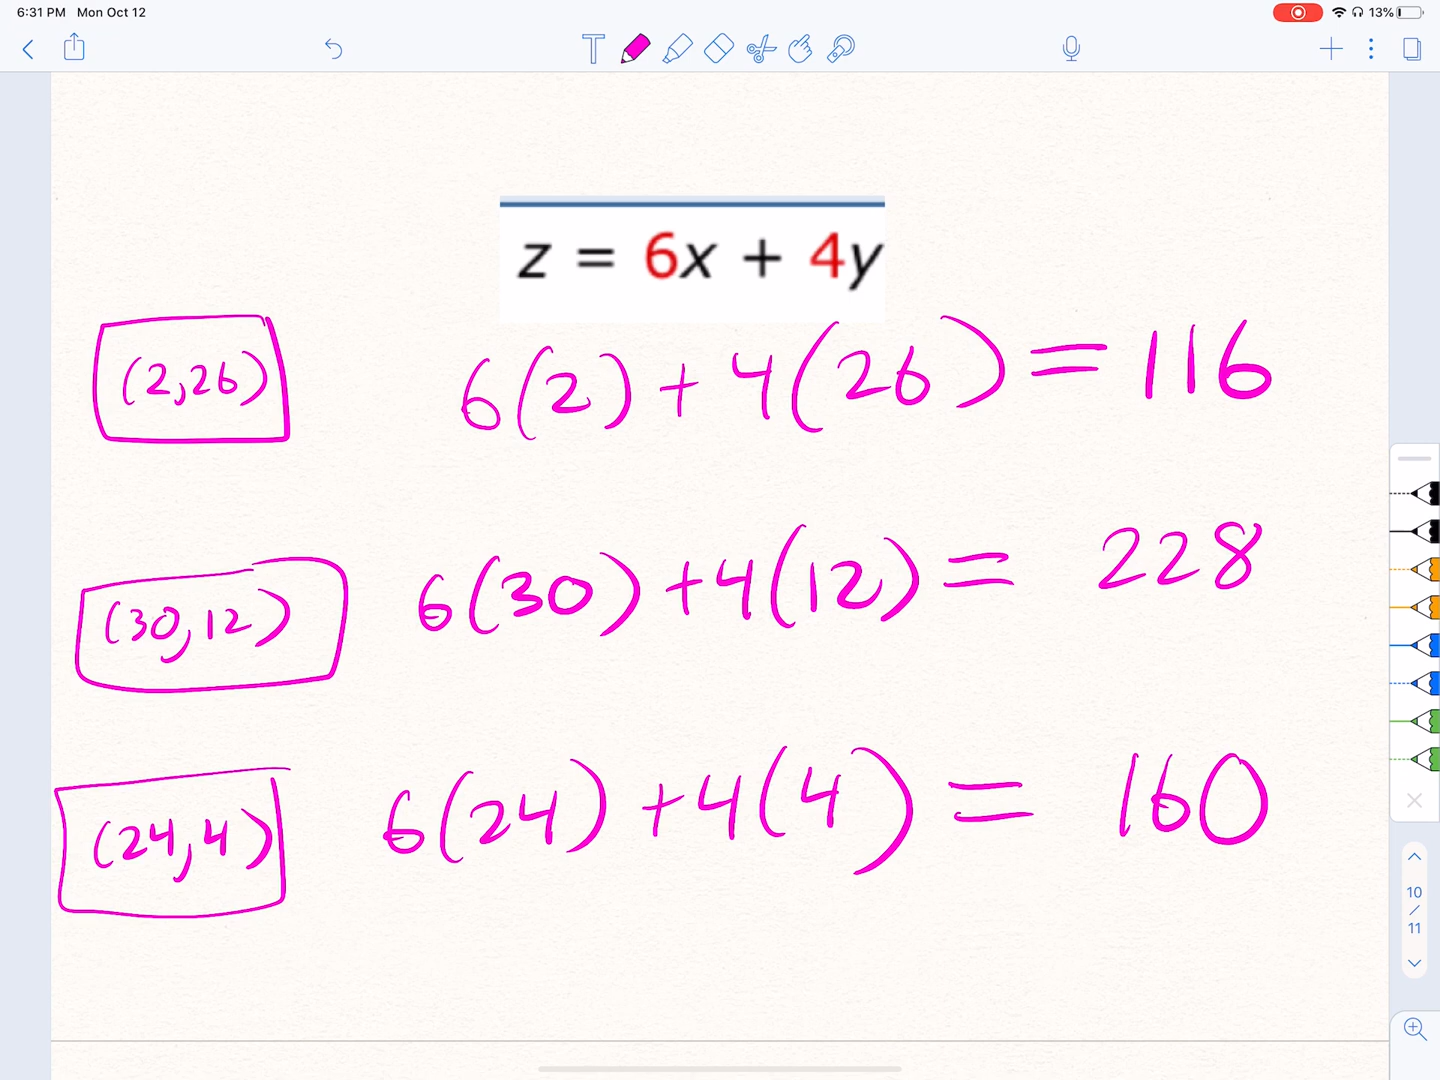 6:31 PM Mon Oct 12
13%
T
z = 6x + 4y
(2,26) 6(2) + 4(26) = 116
(30,12) 6(30) + 4(12) = 228
(24,4) 6(24) + 4(4) = 160
10
/
11